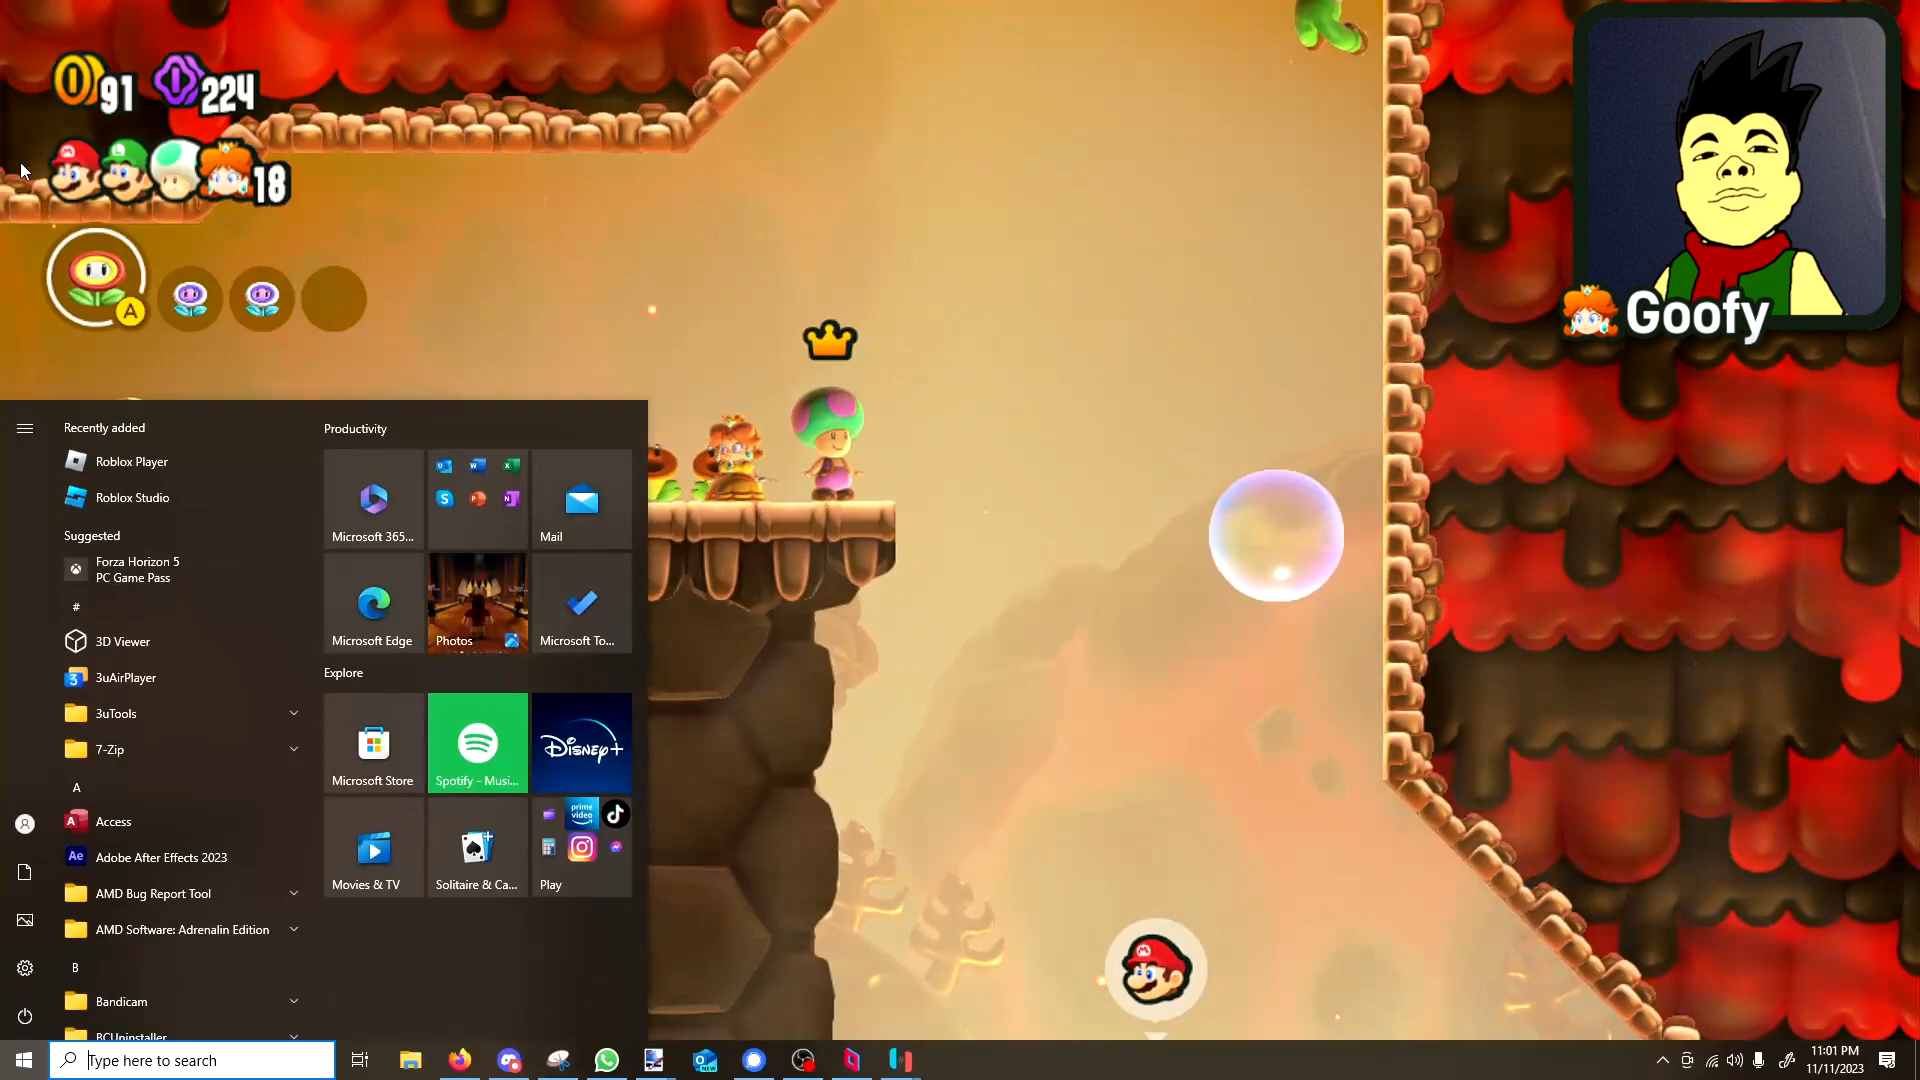 91 224
18
A
Goofy
Recently added
Roblox Player
Roblox Studio
Suggested
Forza Horizon 5
PC Game Pass
#
3D Viewer
3uAirPlayer
3uTools
7-Zip
A
Access
Adobe After Effects 2023
AMD Bug Report Tool
AMD Software: Adrenalin Edition
B
Bandicam
BCUninstaller
Productivity
Microsoft 365...
Mail
Microsoft Edge
Photos
Microsoft To...
Explore
Microsoft Store
Spotify - Musi...
Disney+
Movies & TV
Solitaire & Ca...
prime video
Play
Type here to search
NEW
11:01 PM
11/11/2023